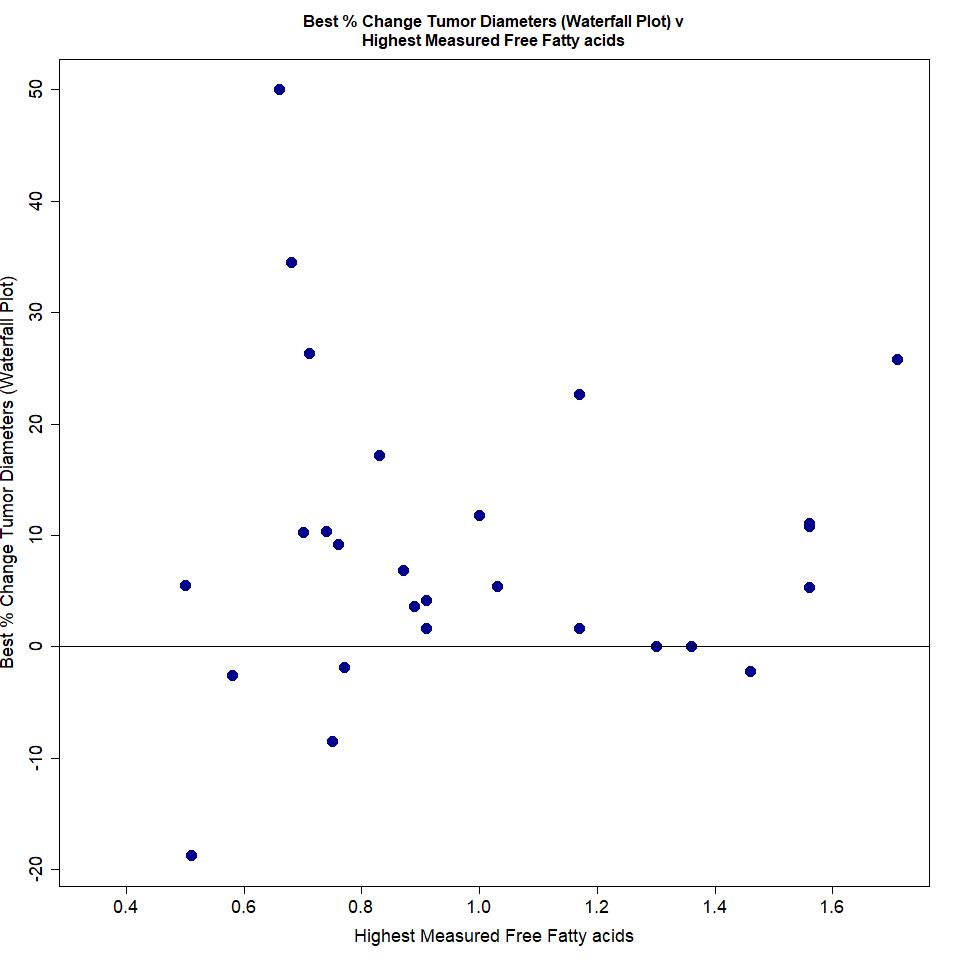 Best % Change Tumor Diameters (Waterfall Plot) v
Highest Measured Free Fatty acids
Best % Change Tumor Diameters (Waterfall Plot)
50
40
30
20
10
0
-10
-20
0.4 0.6 0.8 1.0 1.2 1.4 1.6
Highest Measured Free Fatty acids